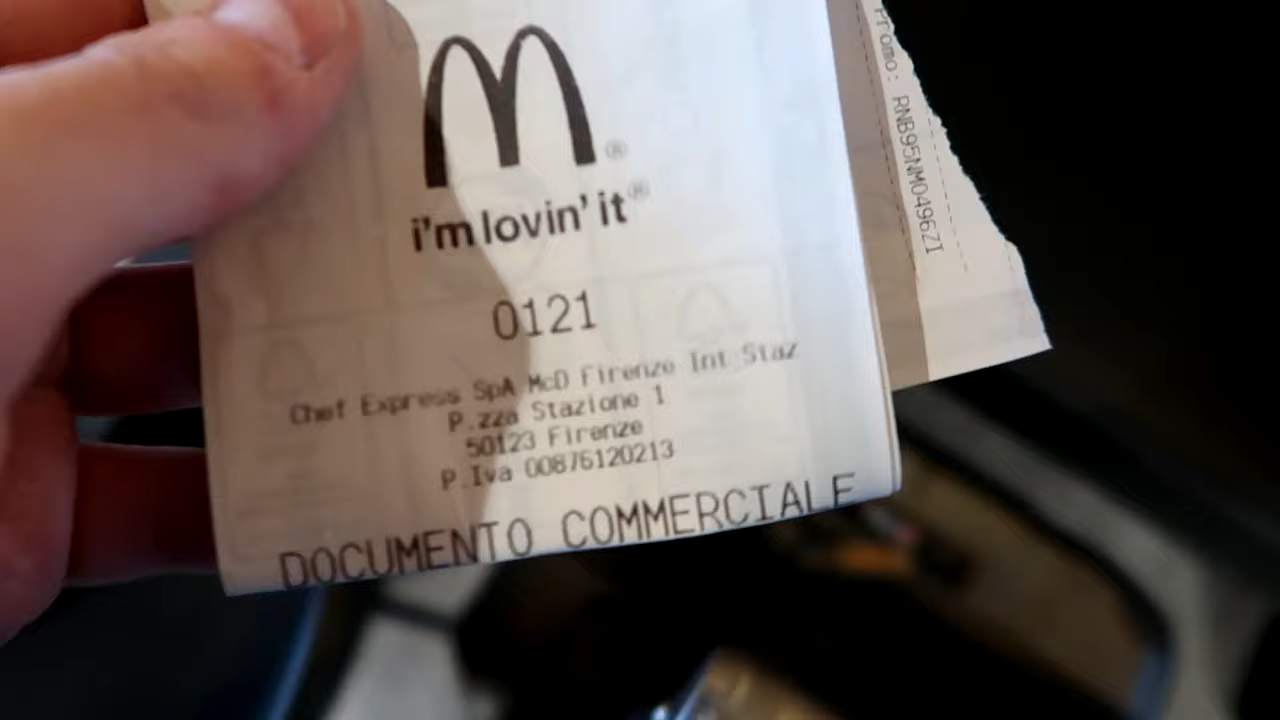 i'm lovin' it®
0121
Chef Express SpA McD Firenze Int Staz
P.zza Stazione 1
50123 Firenze
P.Iva 00876120213
DOCUMENTO COMMERCIALE
Promo: RNB95NM0496ZI